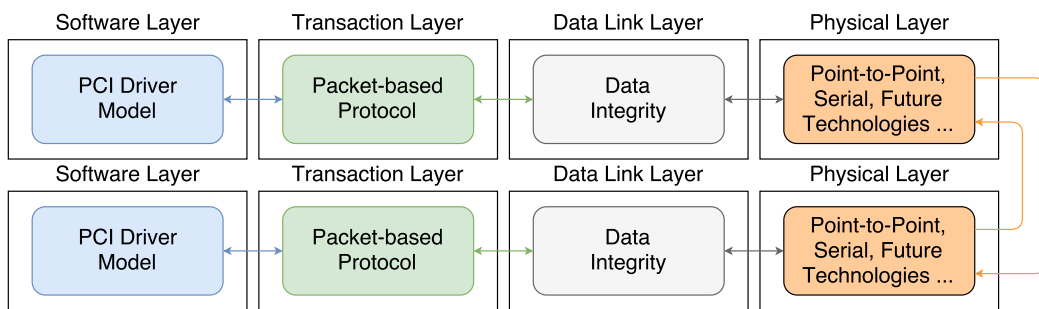 Software Layer
Transaction Layer
Data Link Layer
Physical Layer
PCI Driver
Model
Packet-based
Protocol
Data
Integrity
Point-to-Point,
Serial, Future
Technologies ...
Software Layer
Transaction Layer
Data Link Layer
Physical Layer
PCI Driver
Model
Packet-based
Protocol
Data
Integrity
Point-to-Point,
Serial, Future
Technologies ...